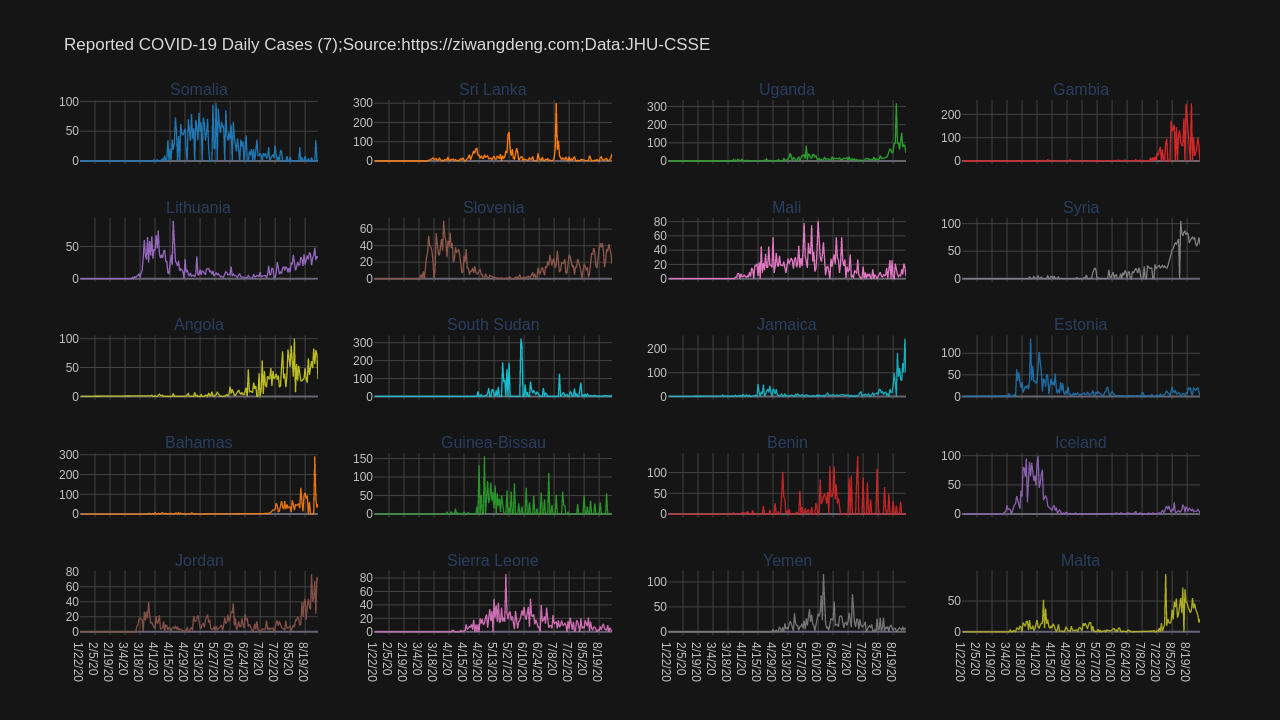 Reported COVID-19 Daily Cases (7);Source:https://ziwangdeng.com;Data:JHU-CSSE
Somalia Sri Lanka Uganda Gambia
100 50 0
300 200 100 0
300 200 100 0
200 100 0
Lithuania Slovenia Mali Syria
50 0
60 40 20 0
80 60 40 20 0
100 50 0
Angola South Sudan Jamaica Estonia
100 50 0
300 200 100 0
200 100 0
100 50 0
Bahamas Guinea-Bissau Benin Iceland
300 200 100 0
150 100 50 0
100 50 0
100 50 0
Jordan Sierra Leone Yemen Malta
80 60 40 20 0
80 60 40 20 0
100 50 0
50 0
1/22/20 2/5/20 2/19/20 3/4/20 3/18/20 4/1/20 4/15/20 4/29/20 5/13/20 5/27/20 6/10/20 6/24/20 7/8/20 7/22/20 8/5/20 8/19/20
1/22/20 2/5/20 2/19/20 3/4/20 3/18/20 4/1/20 4/15/20 4/29/20 5/13/20 5/27/20 6/10/20 6/24/20 7/8/20 7/22/20 8/5/20 8/19/20
1/22/20 2/5/20 2/19/20 3/4/20 3/18/20 4/1/20 4/15/20 4/29/20 5/13/20 5/27/20 6/10/20 6/24/20 7/8/20 7/22/20 8/5/20 8/19/20
1/22/20 2/5/20 2/19/20 3/4/20 3/18/20 4/1/20 4/15/20 4/29/20 5/13/20 5/27/20 6/10/20 6/24/20 7/8/20 7/22/20 8/5/20 8/19/20